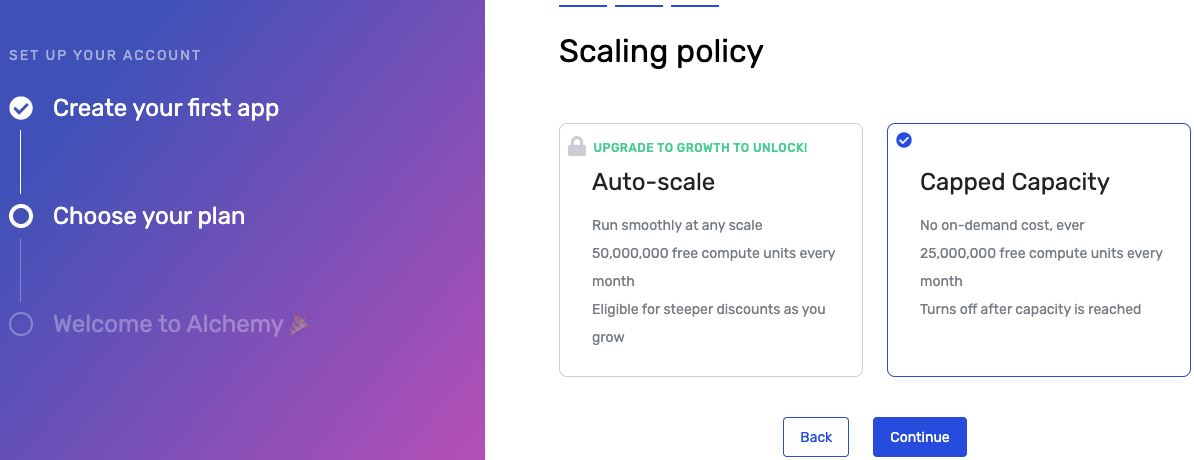 SET UP YOUR ACCOUNT
Create your first app
Choose your plan
Welcome to Alchemy 🎉
Scaling policy
UPGRADE TO GROWTH TO UNLOCK!
Auto-scale
Run smoothly at any scale
50,000,000 free compute units every
month
Eligible for steeper discounts as you
grow
Capped Capacity
No on-demand cost, ever
25,000,000 free compute units every
month
Turns off after capacity is reached
Back
Continue